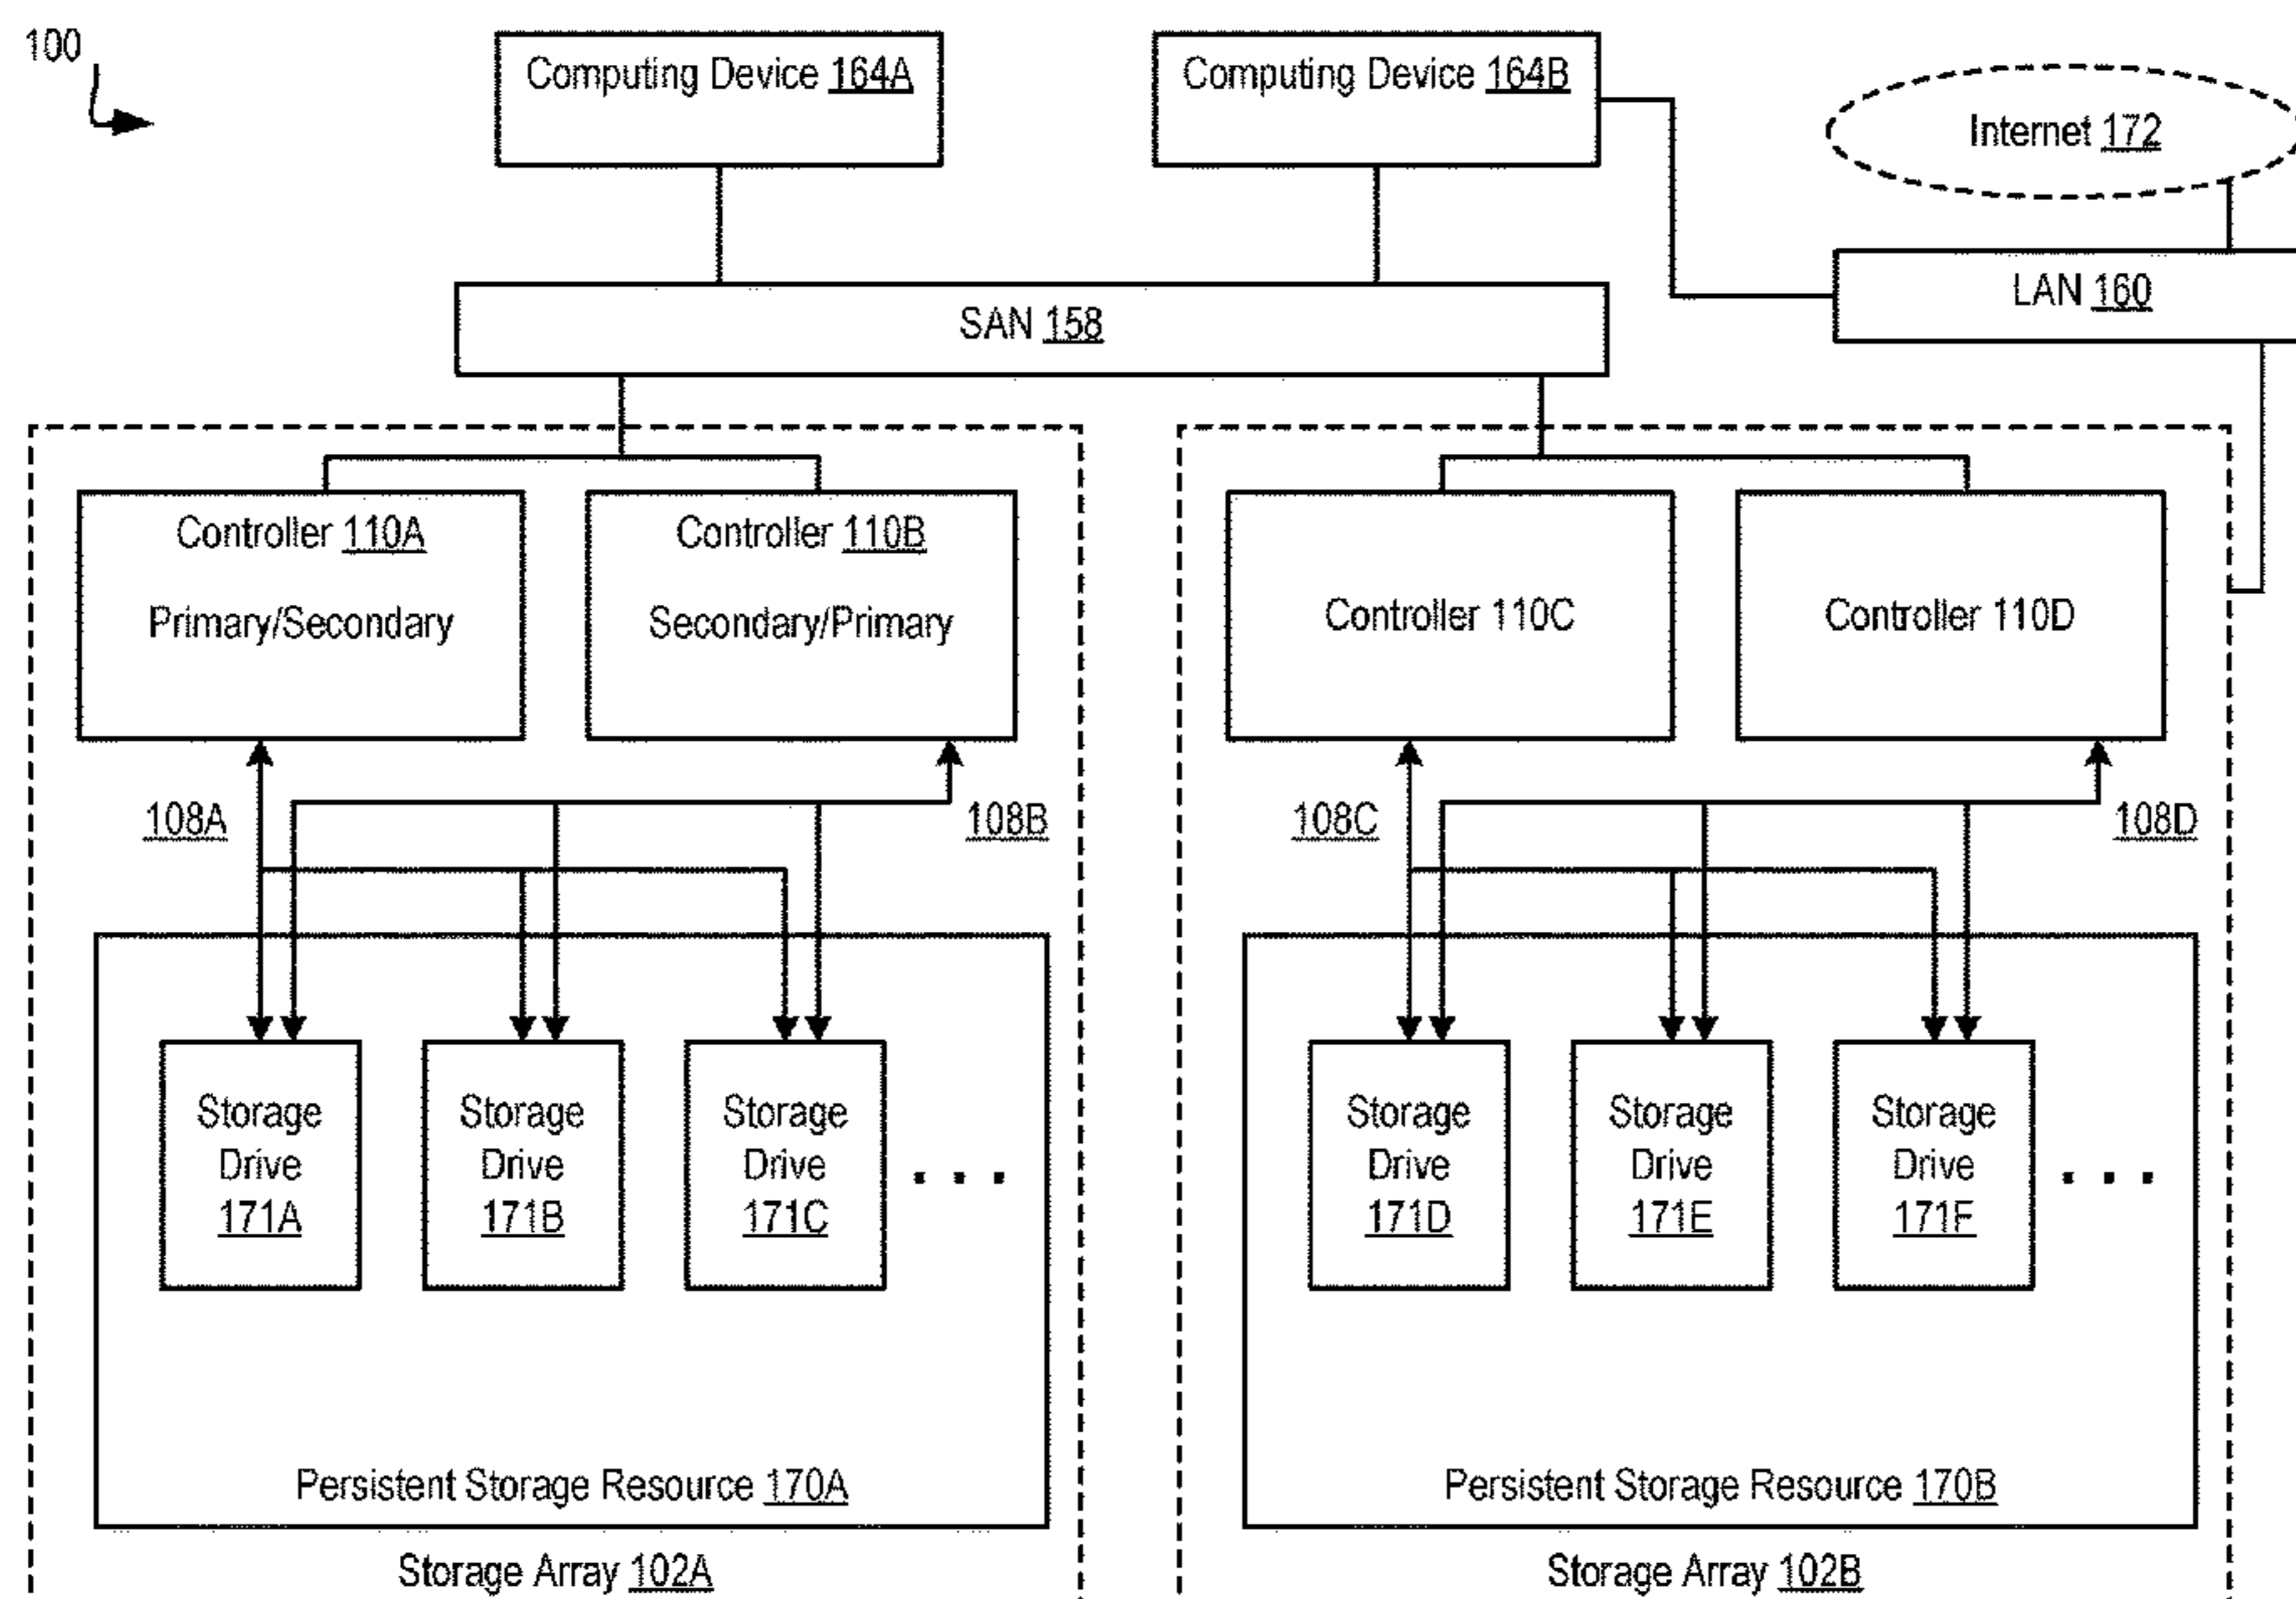 100
Computing Device 164A
Computing Device 164B
Internet 172
LAN 160
SAN 158
Controller 110A
Primary/Secondary
Controller 110B
Secondary/Primary
Controller 110C
Controller 110D
108A
108B
108C
108D
Storage
Drive
171A
Storage
Drive
171B
Storage
Drive
171C
. . .
Storage
Drive
171D
Storage
Drive
171E
Storage
Drive
171F
. . .
Persistent Storage Resource 170A
Persistent Storage Resource 170B
Storage Array 102A
Storage Array 102B